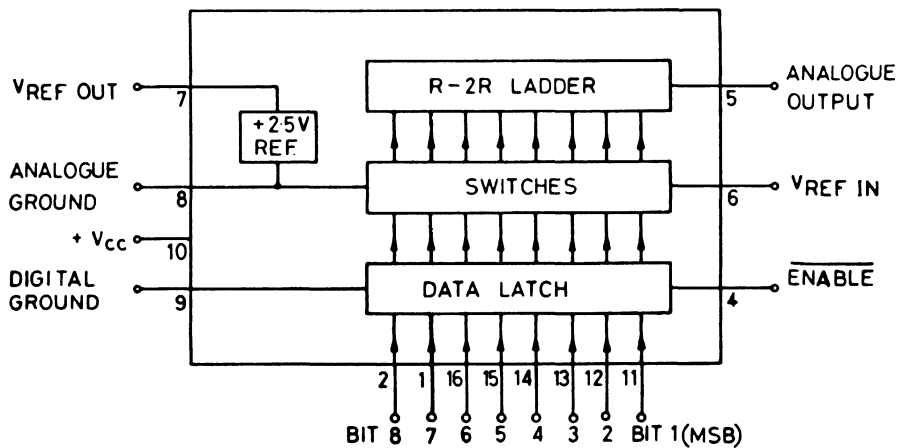 VREF OUT
7
+2·5V
REF.
R-2R LADDER
5
ANALOGUE
OUTPUT
ANALOGUE
GROUND
8
SWITCHES
6
VREF IN
+ VCC
10
DIGITAL
GROUND
9
DATA LATCH
4
ENABLE
2 1 16 15 14 13 12 11
BIT 8 7 6 5 4 3 2 BIT 1 (MSB)